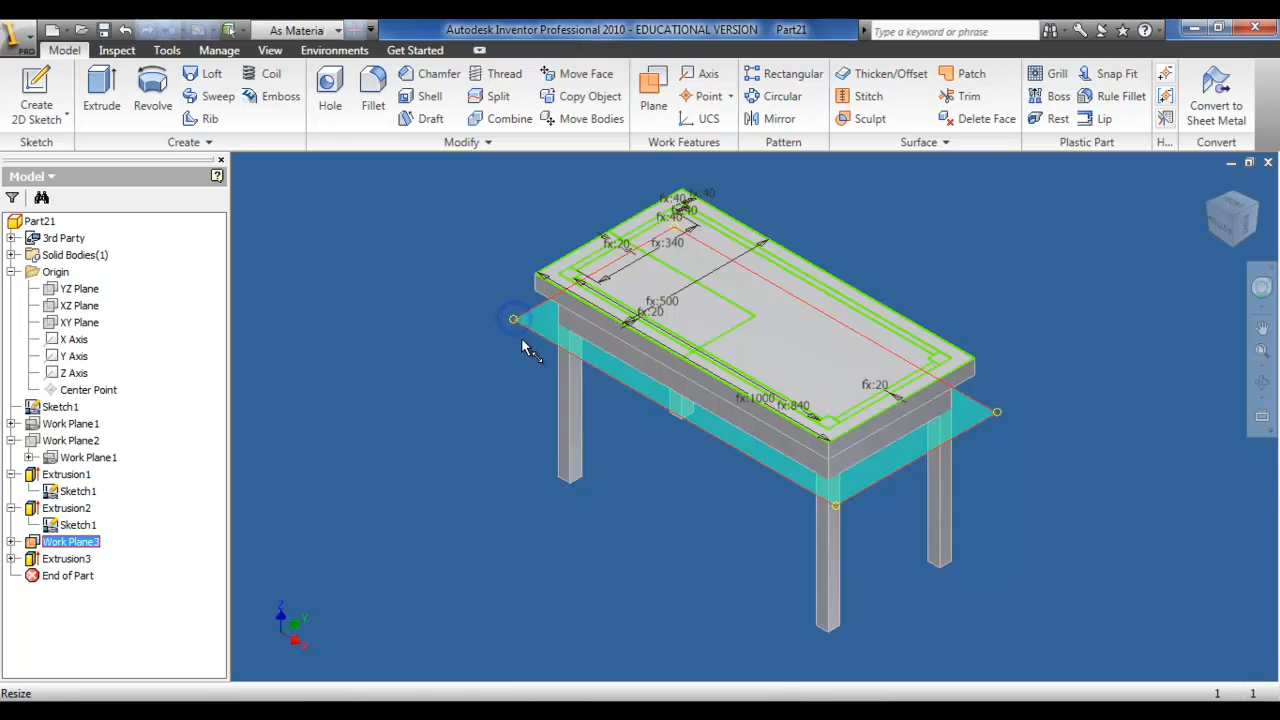 PRO
As Materia
Autodesk Inventor Professional 2010 - EDUCATIONAL VERSION Part21
Type a keyword or phrase
Model Inspect Tools Manage View Environments Get Started
Create 2D Sketch
Extrude
Revolve
Loft
Sweep
Rib
Coil
Emboss
Hole
Fillet
Chamfer
Shell
Draft
Thread
Split
Combine
Move Face
Copy Object
Move Bodies
Plane
Axis
Point
UCS
Rectangular
Circular
Mirror
Thicken/Offset
Stitch
Sculpt
Patch
Trim
Delete Face
Grill
Boss
Rest
Snap Fit
Rule Fillet
Lip
Convert to Sheet Metal
Sketch Create Modify Work Features Pattern Surface Plastic Part H... Convert
Model
Part21
3rd Party
Solid Bodies(1)
Origin
YZ Plane
XZ Plane
XY Plane
X Axis
Y Axis
Z Axis
Center Point
Sketch1
Work Plane1
Work Plane2
Work Plane1
Extrusion1
Sketch1
Extrusion2
Sketch1
Work Plane3
Extrusion3
End of Part
fx:40
fx:40
fx:40
fx:40
fx:20
fx:340
fx:500
fx:20
fx:20
fx:1000
fx:840
Z
Y
X
Resize
1 1